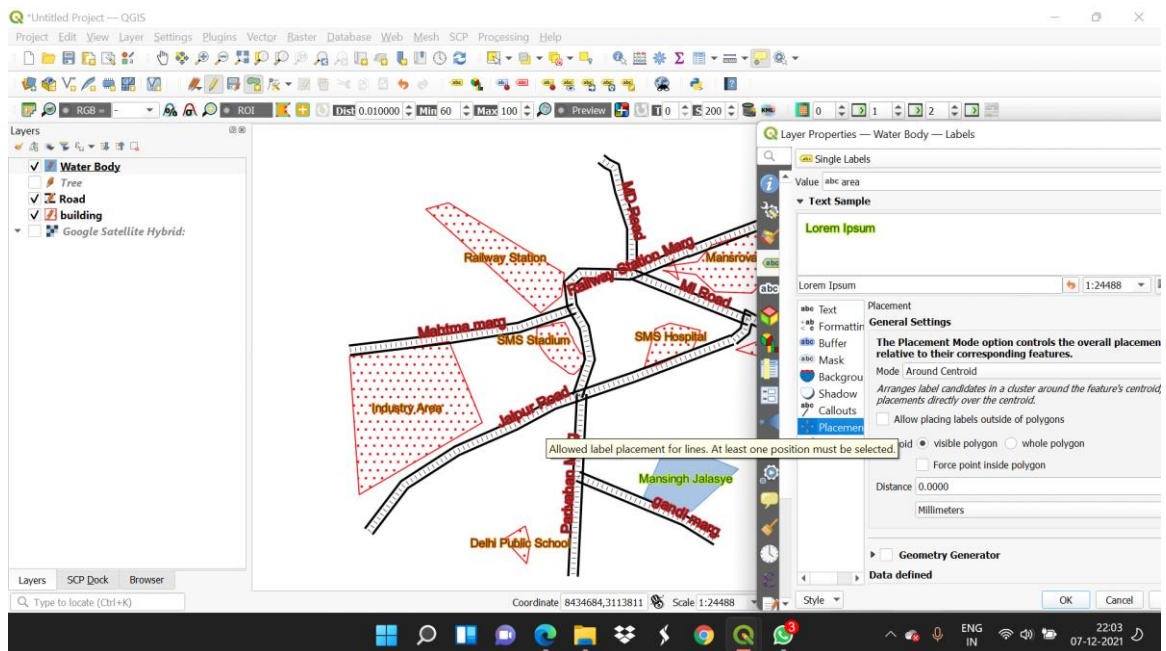 *Untitled Project — QGIS
Project Edit View Layer Settings Plugins Vector Raster Database Web Mesh SCP Processing Help
RGB = - ROI Dist 0.010000 Min 60 Max 100 Preview T 0 S 200 0 1 2
Layers
Water Body
Tree
Road
building
Google Satellite Hybrid:
MD-Road
Railway Station
Railway Station Marg
Mansrova
MI Road
Mahima marg
SMS Stadium
SMS Hospital
Industry Area
Jaipur Road
Mansingh Jalasye
gandi-marg
Delhi Public School
Allowed label placement for lines. At least one position must be selected.
Layer Properties — Water Body — Labels
Single Labels
Value abc area
Text Sample
Lorem Ipsum
Lorem Ipsum 1:24488
abc Text
Formattin
abc Buffer
abc Mask
Backgrou
Shadow
Callouts
Placemen
Placement
General Settings
The Placement Mode option controls the overall placemen
relative to their corresponding features.
Mode Around Centroid
Arranges label candidates in a cluster around the feature's centroid,
placements directly over the centroid.
Allow placing labels outside of polygons
oid visible polygon whole polygon
Force point inside polygon
Distance 0.0000
Millimeters
Geometry Generator
Data defined
Style OK Cancel
Layers SCP Dock Browser
Type to locate (Ctrl+K) Coordinate 8434684,3113811 Scale 1:24488
3 ENG
IN
22:03
07-12-2021